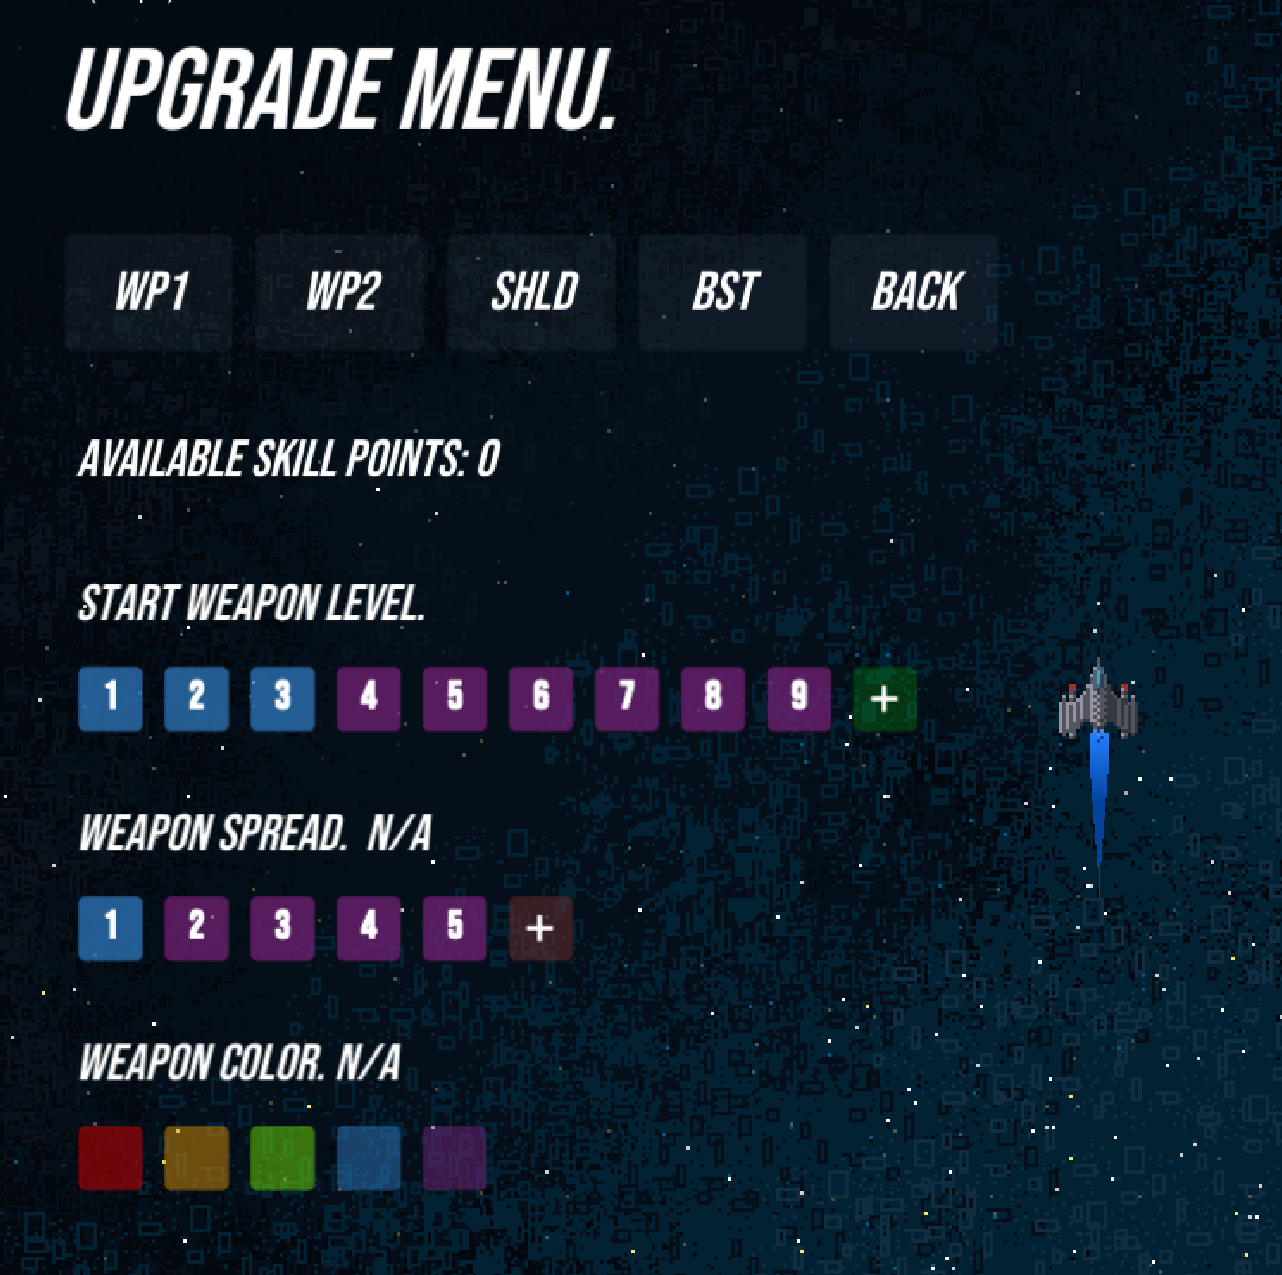 UPGRADE MENU.
WP1 WP2 SHLD BST BACK
AVAILABLE SKILL POINTS: 0
START WEAPON LEVEL.
1 2 3 4 5 6 7 8 9 +
WEAPON SPREAD. N/A
1 2 3 4 5 +
WEAPON COLOR. N/A